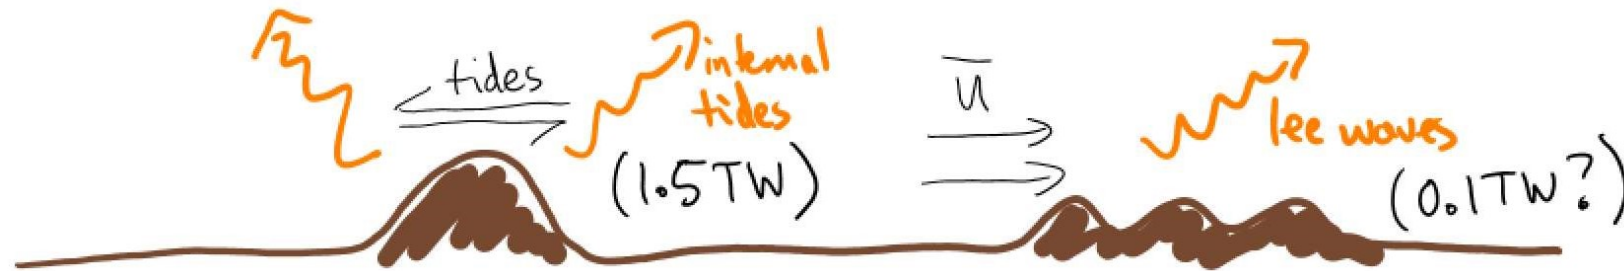 tides
internal
tides
(1.5TW)
u̅
lee waves
(0.1TW?)